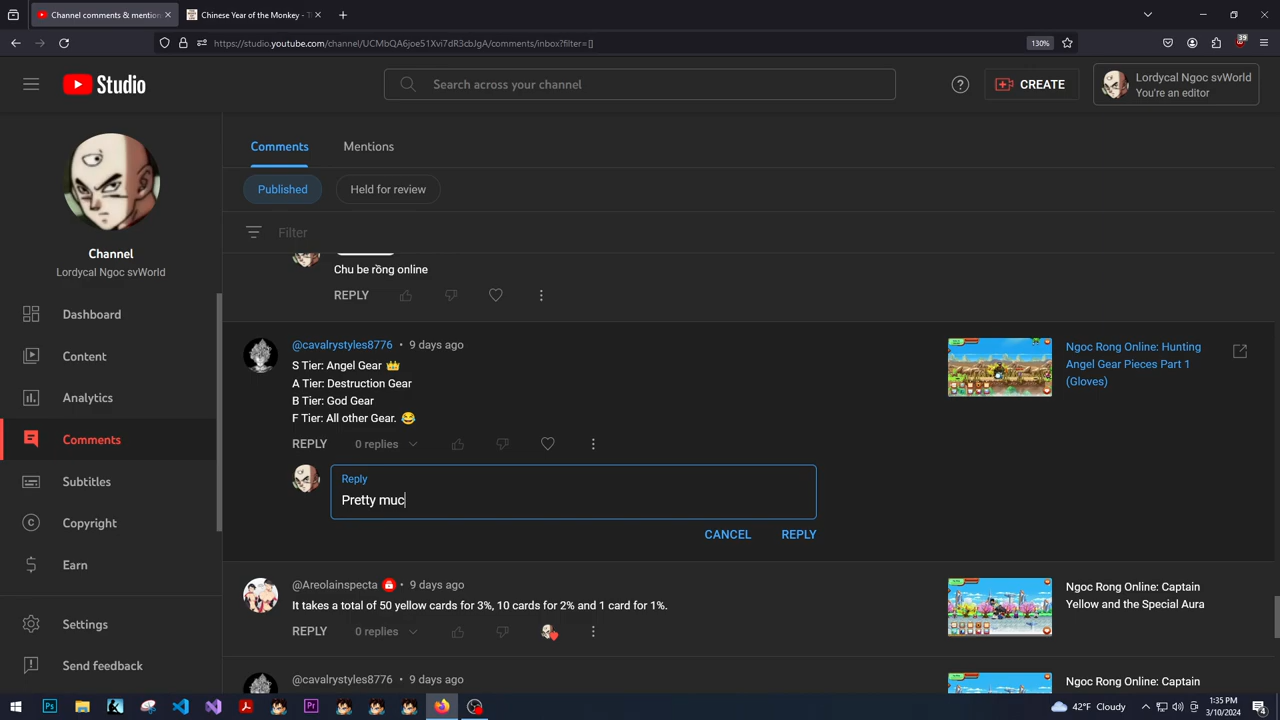 Channel comments & mention
Chinese Year of the Monkey - T
https://studio.youtube.com/channel/UCMbQA6joe51Xvi7dR3cbJgA/comments/inbox?filter=[]
130%
39
Studio
Search across your channel
CREATE
Lordycal Ngoc svWorld
You're an editor
Channel
Lordycal Ngoc svWorld
Dashboard
Content
Analytics
Comments
Subtitles
Copyright
Earn
Settings
Send feedback
Comments
Mentions
Published
Held for review
Filter
Chu be rồng online
REPLY
@cavalrystyles8776 • 9 days ago
S Tier: Angel Gear 👑
A Tier: Destruction Gear
B Tier: God Gear
F Tier: All other Gear. 😂
REPLY
0 replies
Ngoc Rong Online: Hunting
Angel Gear Pieces Part 1
(Gloves)
Reply
Pretty muc
CANCEL
REPLY
@Areolainspecta • 9 days ago
It takes a total of 50 yellow cards for 3%, 10 cards for 2% and 1 card for 1%.
REPLY
0 replies
Ngoc Rong Online: Captain
Yellow and the Special Aura
@cavalrystyles8776 • 9 days ago
Ngoc Rong Online: Captain
Ps
Pr
42°F Cloudy
1:35 PM
3/10/2024
4